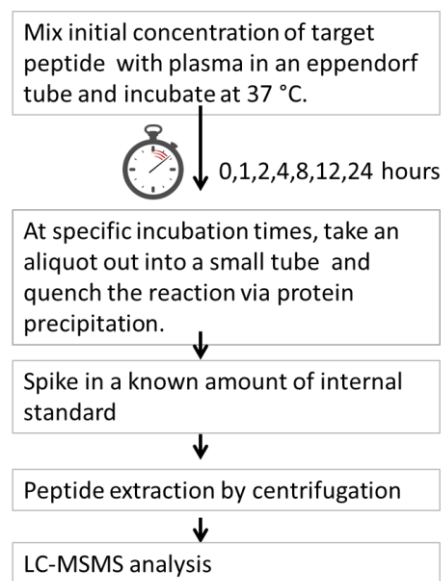 Mix initial concentration of target
peptide with plasma in an eppendorf
tube and incubate at 37 °C.
0,1,2,4,8,12,24 hours
At specific incubation times, take an
aliquot out into a small tube and
quench the reaction via protein
precipitation.
Spike in a known amount of internal
standard
Peptide extraction by centrifugation
LC-MSMS analysis